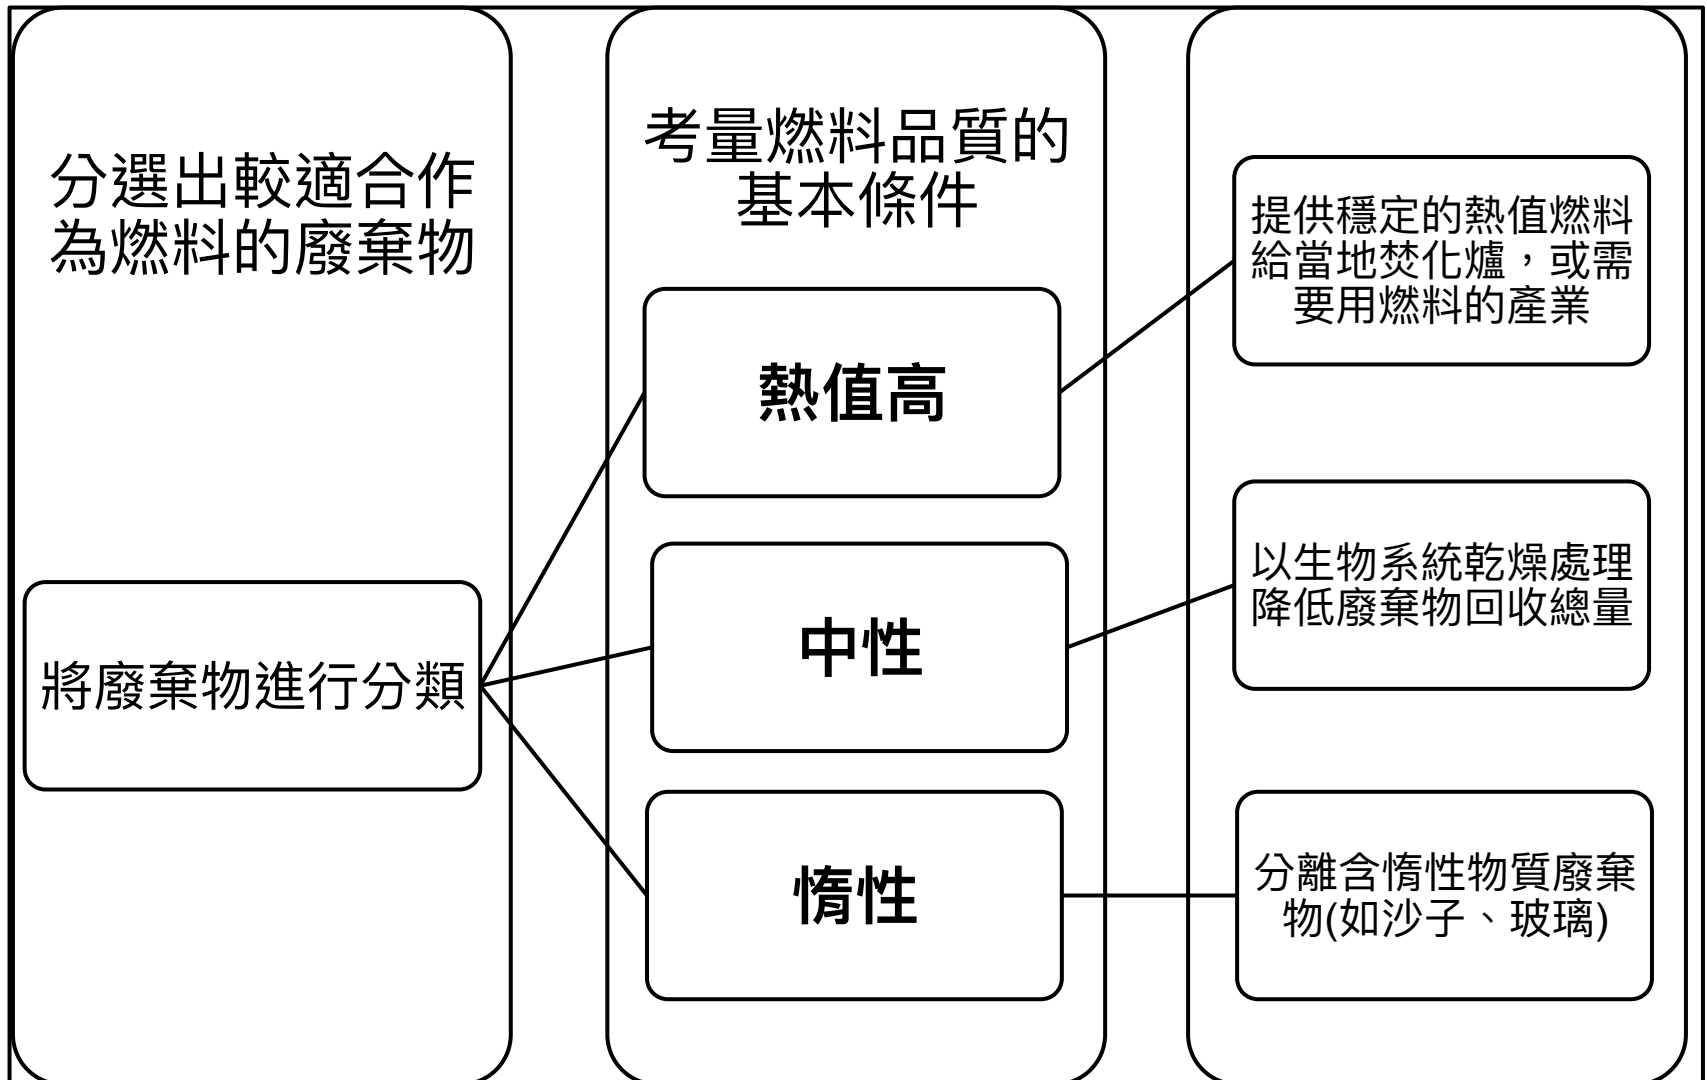 分選出較適合作
為燃料的廢棄物
將廢棄物進行分類
考量燃料品質的
基本條件
熱值高
中性
惰性
提供穩定的熱值燃料
給當地焚化爐，或需
要用燃料的產業
以生物系統乾燥處理
降低廢棄物回收總量
分離含惰性物質廢棄
物(如沙子、玻璃)